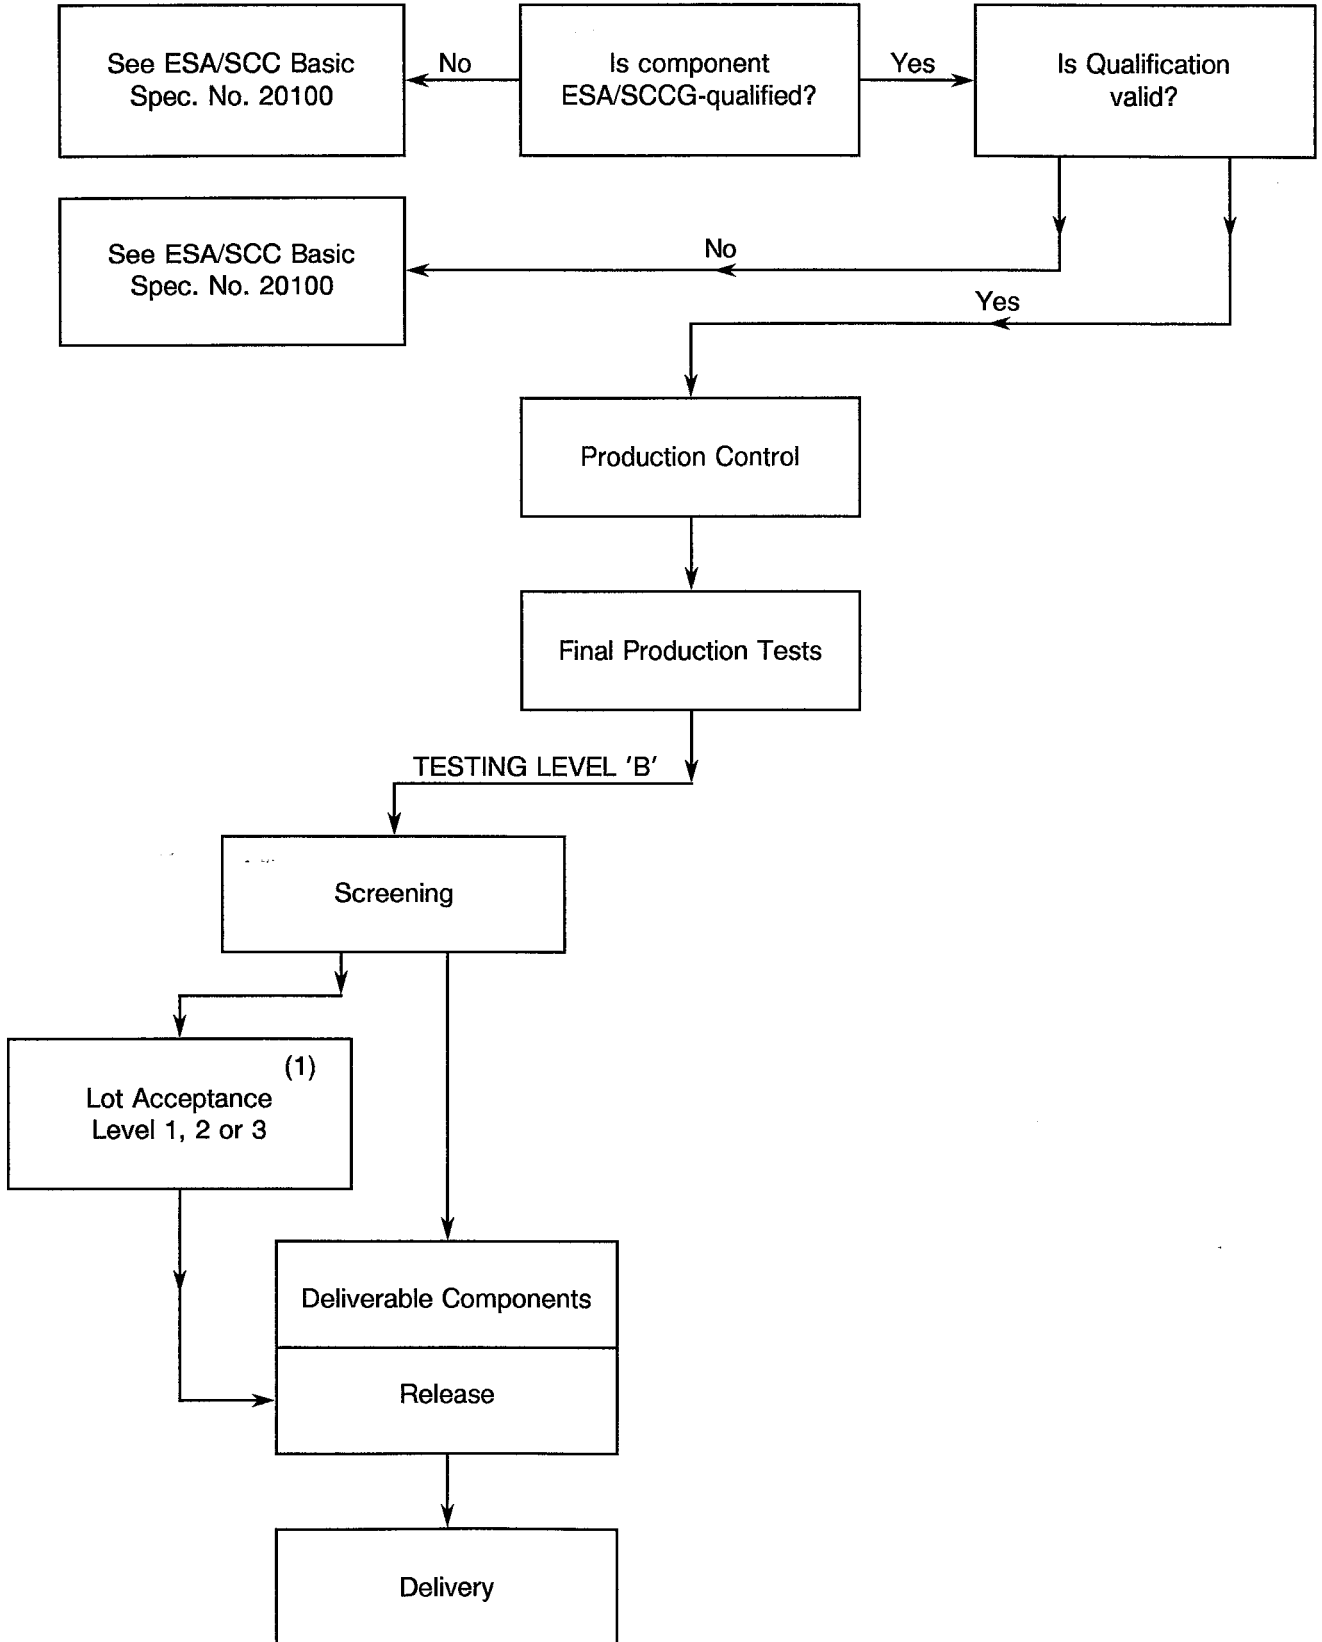 See ESA/SCC Basic
Spec. No. 20100
No
Is component
ESA/SCCG-qualified?
Yes
Is Qualification
valid?
See ESA/SCC Basic
Spec. No. 20100
No
Yes
Production Control
Final Production Tests
TESTING LEVEL 'B'
Screening
(1)
Lot Acceptance
Level 1, 2 or 3
Deliverable Components
Release
Delivery